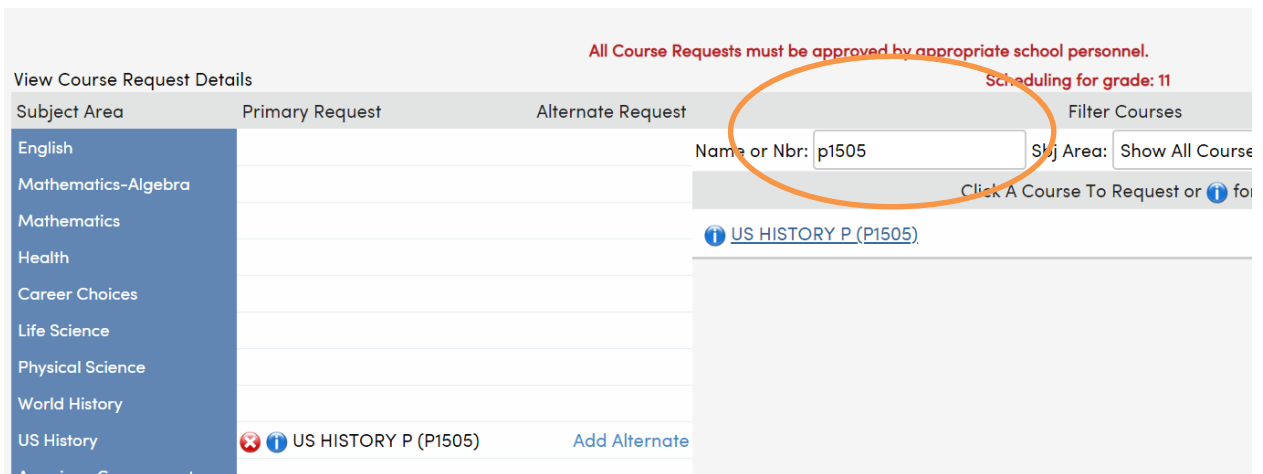 All Course Requests must be approved by appropriate school personnel.
View Course Request Details
Scheduling for grade: 11
Subject Area Primary Request Alternate Request Filter Courses
English
Name or Nbr: p1505 Sbj Area: Show All Course
Mathematics-Algebra
Click A Course To Request or for
Mathematics
US HISTORY P (P1505)
Health
Career Choices
Life Science
Physical Science
World History
US History US HISTORY P (P1505) Add Alternate